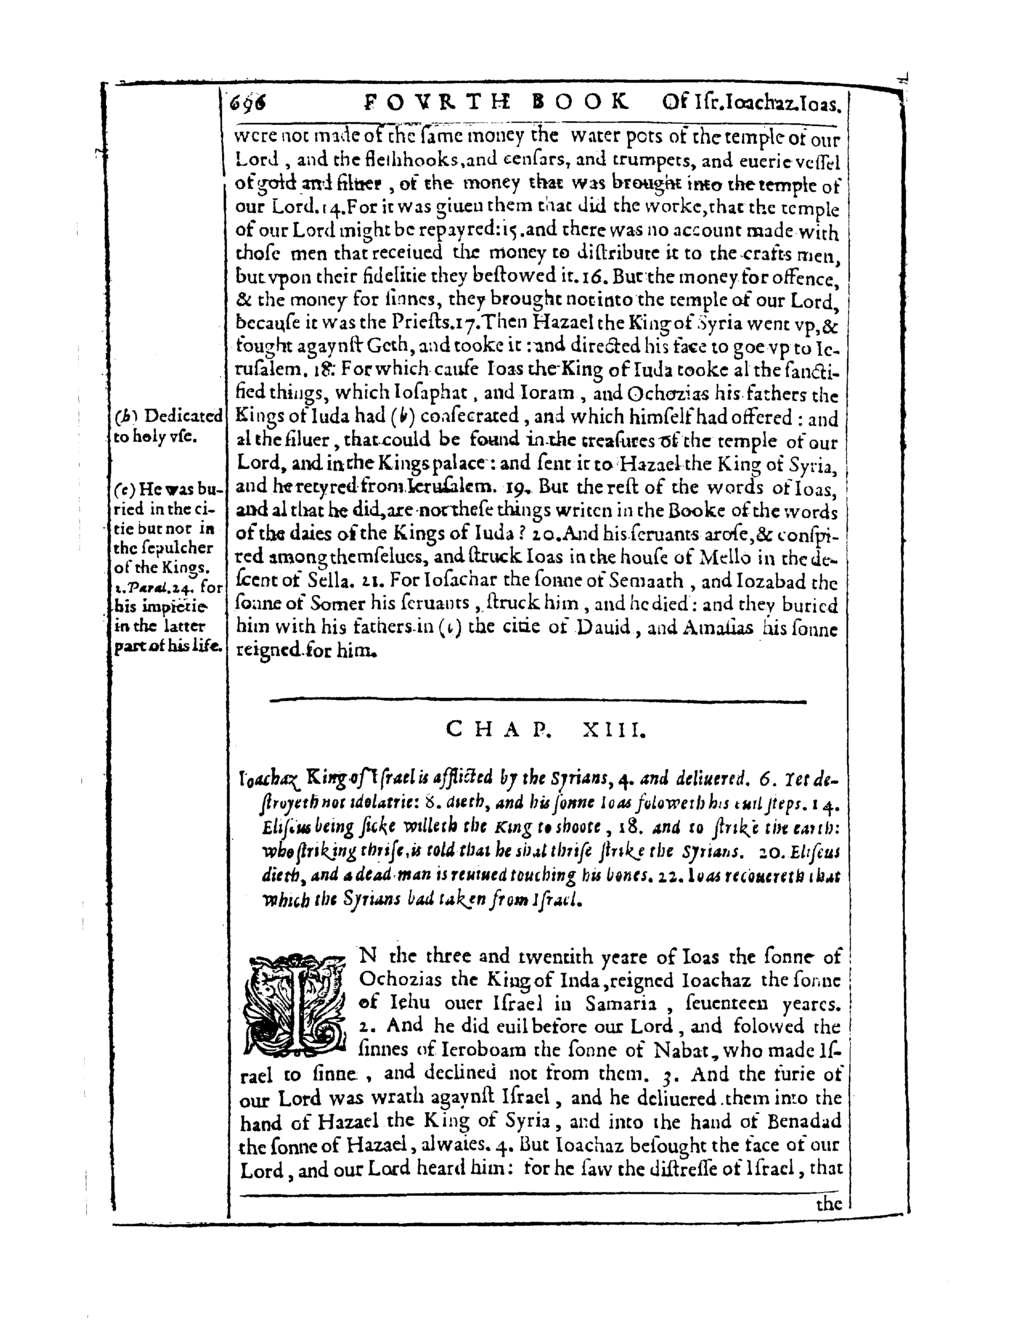 696 FOVRTH BOOK Of Iſr. Ioachaz. Ioas.
were not made of the ſame money the water pots of the temple of our
Lord, and the fleſhhooks, and cenſars, and trumpets, and euerie veſſel
of gold and ſiluer, of the money that was brought into the temple of
our Lord. 14. For it was giuen them that did the worke, that the temple
of our Lord might be repayred: 15. and there was no account made with
thoſe men that receiued the money to diſtribute it to the craftſmen,
but vpon their fidelitie they beſtowed it. 16. But the money for offence,
& the money for ſinnes, they brought not into the temple of our Lord,
becauſe it was the Prieſts. 17. Then Hazael the King of Syria went vp, &
fought agaynſt Geth, and tooke it: and directed his face to goe vp to Ie-
ruſalem. 18. For which cauſe Ioas the King of Iuda tooke al the ſancti-
fied things, which Ioſaphat, and Ioram, and Ochozias his fathers the
Kings of Iuda had (b) conſecrated, and which himſelf had offered: and
al the ſiluer, that could be found in the treaſures of the temple of our
Lord, and in the Kings palace: and ſent it to Hazael the King of Syria,
and he retyred from Ieruſalem. 19. But the reſt of the words of Ioas,
and al that he did, are not theſe things writen in the Booke of the words
of the daies of the Kings of Iuda? 20. And his ſeruants aroſe, & conſpi-
red among themſelues, and ſtruck Ioas in the houſe of Mello in the de-
ſcent of Sella. 21. For Ioſachar the ſonne of Semaath, and Iozabad the
ſonne of Somer his ſeruants, ſtruck him, and he died: and they buried
him with his fathers in (c) the citie of Dauid, and Amaſias his ſonne
reigned for him.
(b) Dedicated
to holy vſe.
(c) He was bu-
ried in the ci-
tie but not in
the ſepulcher
of the Kings.
2. Paral. 24. for
his impietie
in the latter
part of his life.
CHAP. XIII.
Ioachaz King of Iſrael is afflicted by the Syrians, 4. and deliuered. 6. Yet de-
ſtroyeth not idolatrie: 8. dieth, and his ſonne Ioas foloweth his euil ſteps. 14.
Eliſeus being ſicke willeth the King to shoote, 18. and to ſtrike the earth:
who ſtriking thriſe, is told that he shal thriſe ſtrike the Syrians. 20. Eliſeus
dieth, and a dead man is reuiued touching his bones. 22. Ioas recouereth that
which the Syrians had taken from Iſrael.
IN the three and twentith yeare of Ioas the ſonne of
Ochozias the King of Iuda, reigned Ioachaz the ſonne
of Iehu ouer Iſrael in Samaria, ſeuenteen yeares.
2. And he did euil before our Lord, and folowed the
ſinnes of Ieroboam the ſonne of Nabat, who made Iſ-
rael to ſinne, and declined not from them. 3. And the furie of
our Lord was wrath agaynſt Iſrael, and he deliuered them into the
hand of Hazael the King of Syria, and into the hand of Benadad
the ſonne of Hazael, alwaies. 4. But Ioachaz beſought the face of our
Lord, and our Lord heard him: for he ſaw the diſtreſſe of Iſrael, that
the